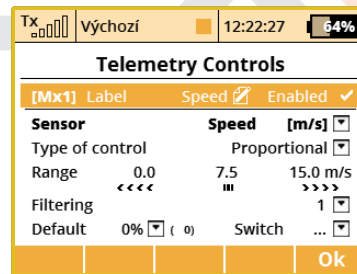 Tx Výchozí 12:22:27 64%
Telemetry Controls
[Mx1] Label Speed Enabled
Sensor Speed [m/s]
Type of control Proportional
Range 0.0 7.5 15.0 m/s
Filtering 1
Default 0% ( 0) Switch ...
Ok